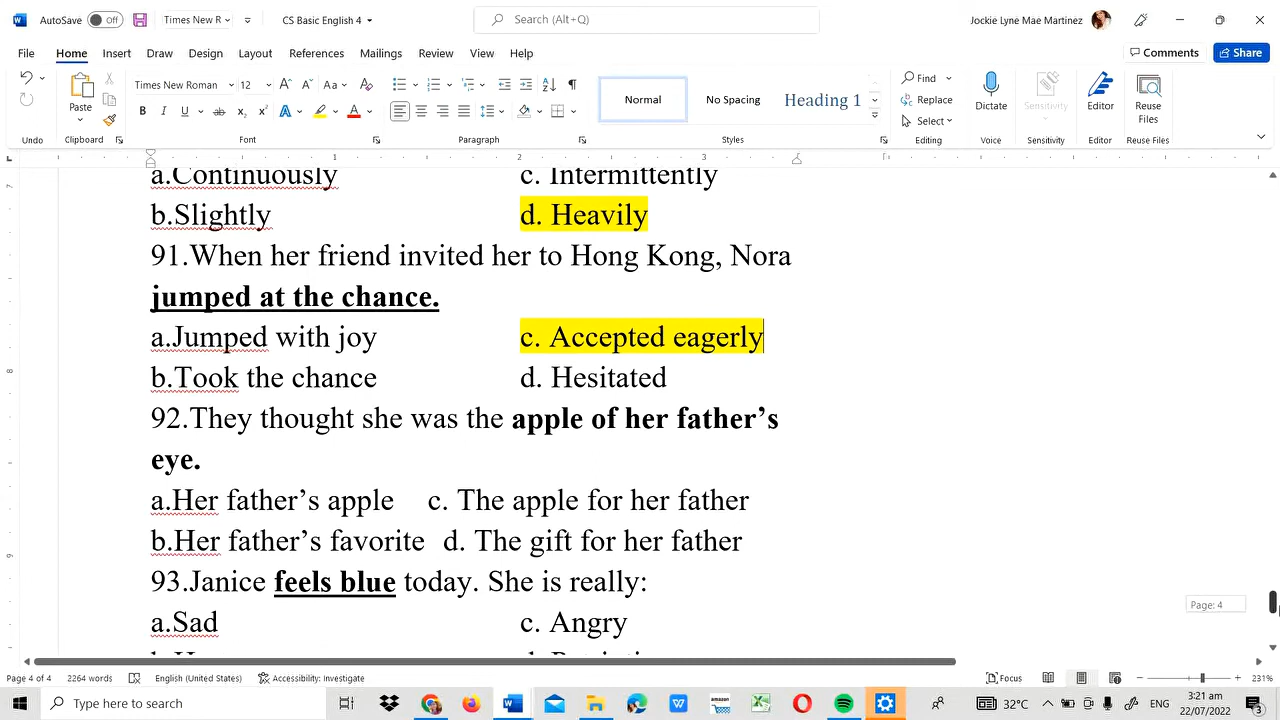 AutoSave Off Times New R CS Basic English 4 Search (Alt+Q) Jockie Lyne Mae Martinez
File Home Insert Draw Design Layout References Mailings Review View Help Comments Share
Times New Roman 12 Aa Normal No Spacing Heading 1 Find
Paste Replace Dictate Sensitivity Editor Reuse Files
Select
Undo Clipboard Font Paragraph Styles Editing Voice Sensitivity Editor Reuse Files
1 2 3
a.Continuously c. Intermittently
b.Slightly d. Heavily
91.When her friend invited her to Hong Kong, Nora
jumped at the chance.
a.Jumped with joy c. Accepted eagerly
b.Took the chance d. Hesitated
92.They thought she was the apple of her father’s
eye.
a.Her father’s apple c. The apple for her father
b.Her father’s favorite d. The gift for her father
93.Janice feels blue today. She is really:
Page: 4
a.Sad c. Angry
Page 4 of 4 2264 words English (United States) Accessibility: Investigate Focus 231%
Type here to search amazon 32°C ENG 3:21 am
22/07/2022